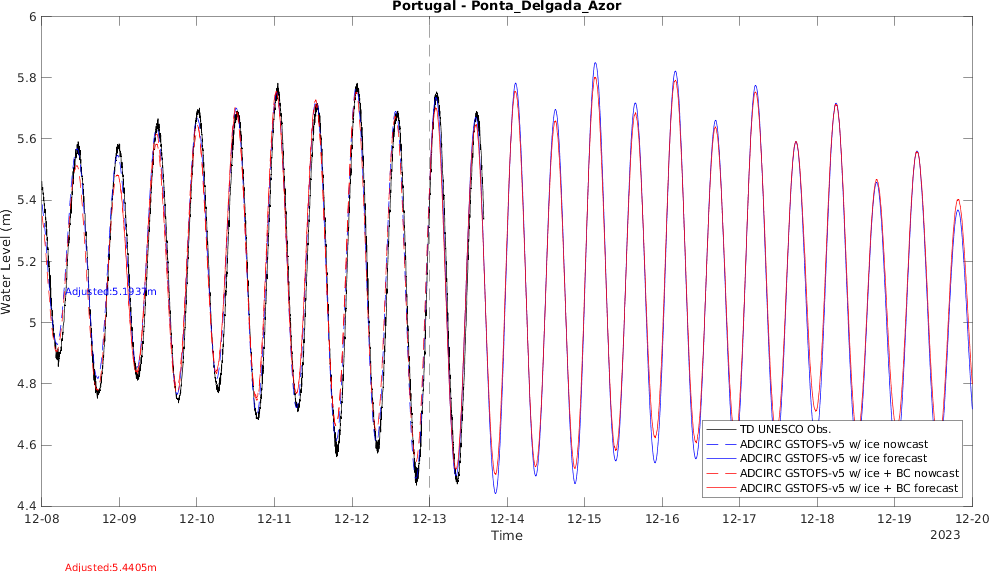 Portugal - Ponta_Delgada_Azor
6
5.8
5.6
5.4
5.2
5
4.8
4.6
4.4
Water Level (m)
Adjusted:5.1937m
TD UNESCO Obs.
ADCIRC GSTOFS-v5 w/ ice nowcast
ADCIRC GSTOFS-v5 w/ ice forecast
ADCIRC GSTOFS-v5 w/ ice + BC nowcast
ADCIRC GSTOFS-v5 w/ ice + BC forecast
12-08 12-09 12-10 12-11 12-12 12-13 12-14 12-15 12-16 12-17 12-18 12-19 12-20
Time
2023
Adjusted:5.4405m